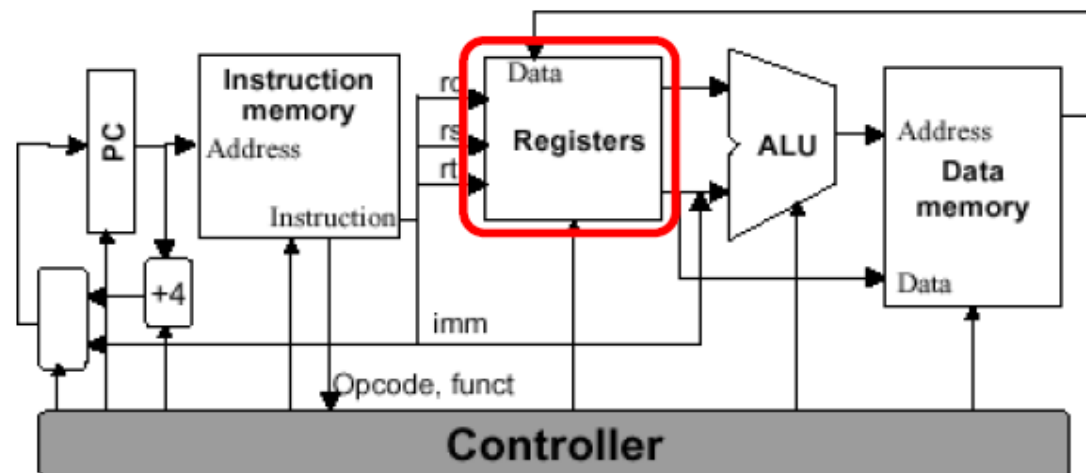 Instruction
memory
Address
Instruction
PC
+4
rd
rs
rt
imm
Opcode, funct
Data
Registers
ALU
Address
Data
memory
Data
Controller